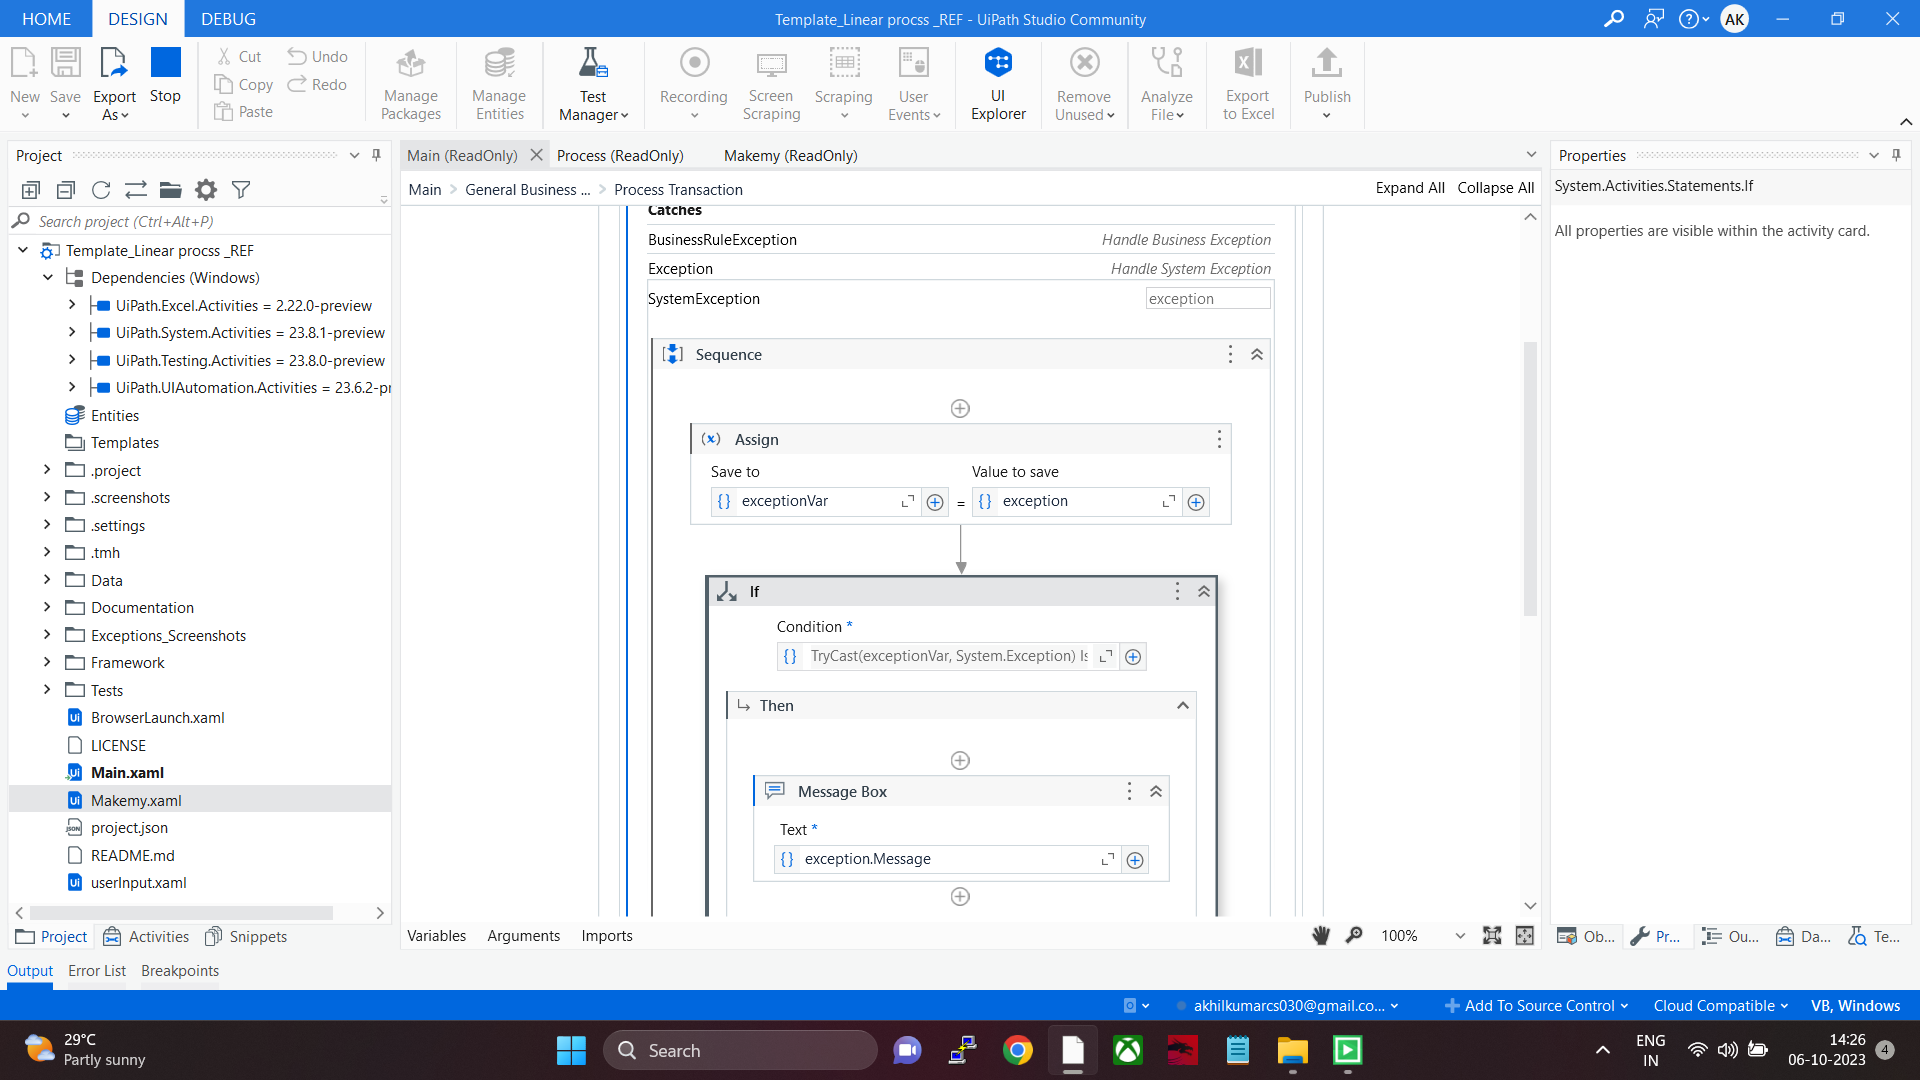 HOME
DESIGN
DEBUG
Template_Linear procss _REF - UiPath Studio Community
AK
New
Save
Export As
Stop
Cut
Copy
Paste
Undo
Redo
Manage Packages
Manage Entities
Test Manager
Recording
Screen Scraping
Scraping
User Events
UI Explorer
Remove Unused
Analyze File
Export to Excel
Publish
Project
Search project (Ctrl+Alt+P)
Template_Linear procss _REF
Dependencies (Windows)
UiPath.Excel.Activities = 2.22.0-preview
UiPath.System.Activities = 23.8.1-preview
UiPath.Testing.Activities = 23.8.0-preview
UiPath.UIAutomation.Activities = 23.6.2-pr
Entities
Templates
.project
.screenshots
.settings
.tmh
Data
Documentation
Exceptions_Screenshots
Framework
Tests
BrowserLaunch.xaml
LICENSE
Main.xaml
Makemy.xaml
project.json
README.md
userInput.xaml
Project
Activities
Snippets
Main (ReadOnly)
Process (ReadOnly)
Makemy (ReadOnly)
Main > General Business ... > Process Transaction
Expand All
Collapse All
Catches
BusinessRuleException
Handle Business Exception
Exception
Handle System Exception
SystemException
exception
Sequence
Assign
Save to
Value to save
exceptionVar
=
exception
If
Condition *
TryCast(exceptionVar, System.Exception) Is
Then
Message Box
Text *
exception.Message
Variables
Arguments
Imports
100%
Properties
System.Activities.Statements.If
All properties are visible within the activity card.
Ob...
Pr...
Ou...
Da...
Te...
Output
Error List
Breakpoints
akhilkumarcs030@gmail.co...
Add To Source Control
Cloud Compatible
VB, Windows
29°C
Partly sunny
Search
ENG
IN
14:26
06-10-2023
4